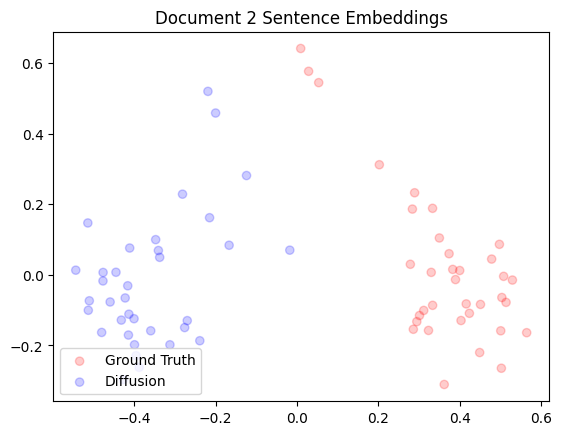 Document 2 Sentence Embeddings
0.6
0.4
0.2
0.0
−0.2
Ground Truth
Diffusion
−0.4 −0.2 0.0 0.2 0.4 0.6